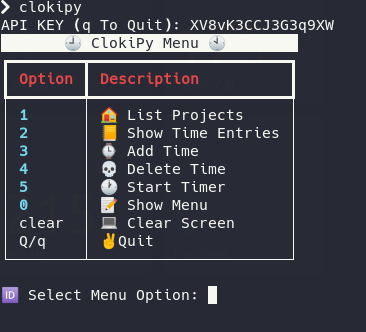 ❯ clokipy
API KEY (q To Quit): XV8vK3CCJ3G3q9XW
🕘 ClokiPy Menu 🕙
Option Description
1 🏠 List Projects
2 📒 Show Time Entries
3 🕒 Add Time
4 💀 Delete Time
5 🕐 Start Timer
0 📝 Show Menu
clear 💻 Clear Screen
Q/q ✌Quit
🆔 Select Menu Option: